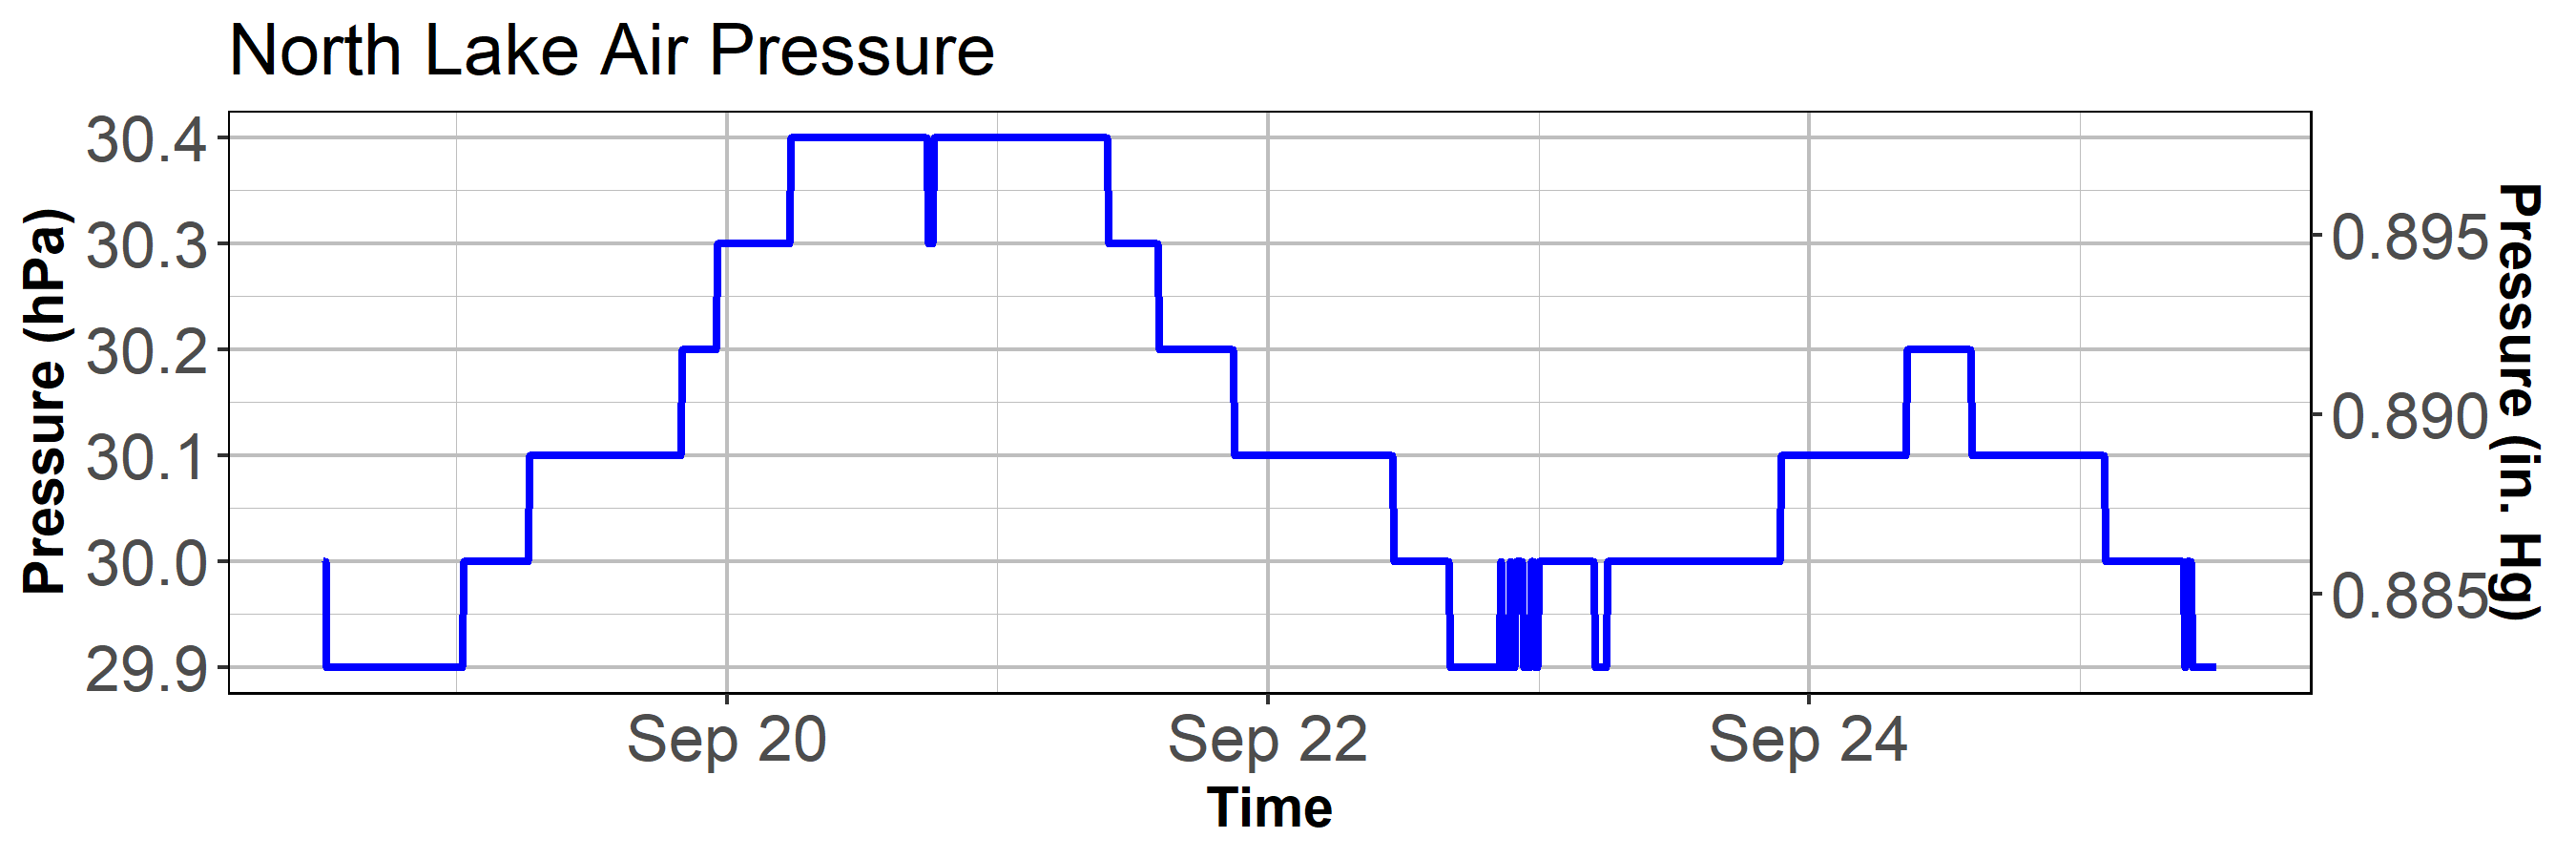 North Lake Air Pressure
Pressure (hPa)
30.4
30.3
30.2
30.1
30.0
29.9
0.895
0.890
0.885
Pressure (in. Hg)
Sep 20
Sep 22
Sep 24
Time